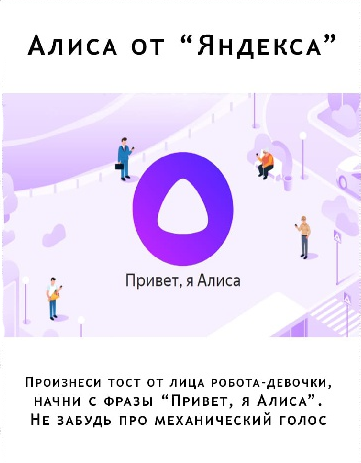 Алиса от “Яндекса”
Привет, я Алиса
Произнеси тост от лица робота-девочки,
начни с фразы “Привет, я Алиса”.
Не забудь про механический голос